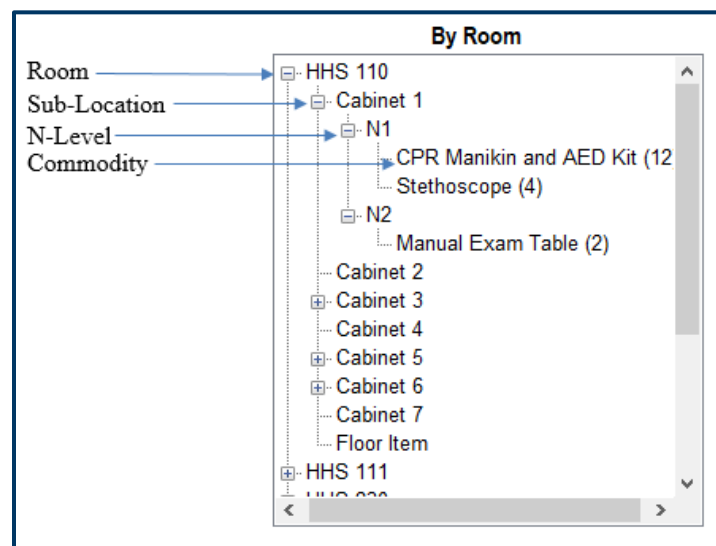 By Room
Room
HHS 110
Sub-Location
Cabinet 1
N-Level
N1
Commodity
CPR Manikin and AED Kit (12
Stethoscope (4)
N2
Manual Exam Table (2)
Cabinet 2
Cabinet 3
Cabinet 4
Cabinet 5
Cabinet 6
Cabinet 7
Floor Item
HHS 111